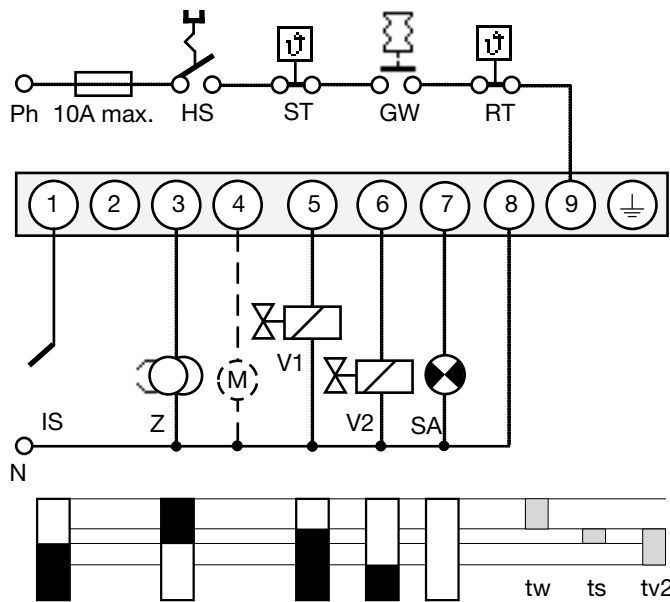 ϑ ϑ
Ph 10A max. HS ST GW RT
1 2 3 4 5 6 7 8 9
V1
M
IS Z V2 SA
N
tw ts tv2